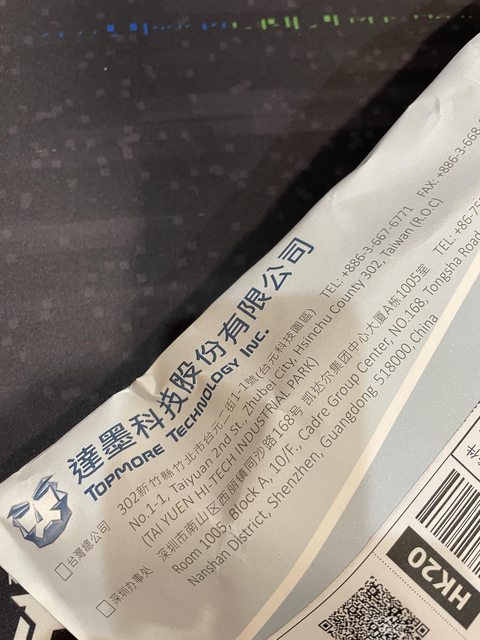 達墨科技股份有限公司
TOPMORE TECHNOLOGY INC.
台灣總公司 302新竹縣竹北市台元一街1-1號(台元科技園區) TEL: +886-3-667-6771 FAX: +886-3-668-
No.1-1, Taiyuan 2nd St., Zhubei City, Hsinchu County 302, Taiwan (R.O.C)
(TAI YUEN HI-TECH INDUSTRIAL PARK)
深圳办事处 深圳市南山区西丽镇同沙路168号 凯达尔集团中心大厦A栋1005室 TEL: +86-75
Room 1005, Block A, 10/F., Cadre Group Center, NO.168, Tongsha Road
Nanshan District, Shenzhen, Guangdong 518000, China
HK20